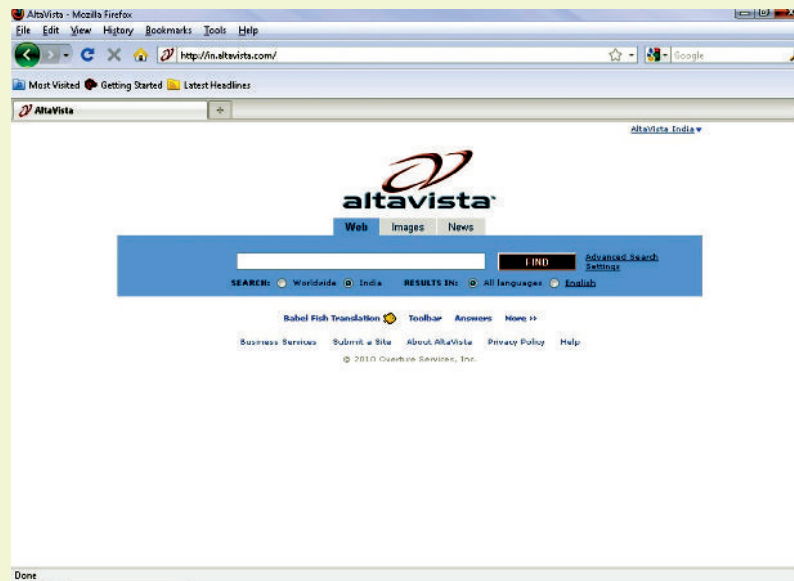 AltaVista - Mozilla Firefox
File Edit View History Bookmarks Tools Help
http://in.altavista.com/ Google
Most Visited Getting Started Latest Headlines
AltaVista
AltaVista India
altavista
Web Images News
FIND Advanced Search
Settings
SEARCH: Worldwide India RESULTS IN: All languages English
Babel Fish Translation Toolbar Answers More >>
Business Services Submit a Site About AltaVista Privacy Policy Help
© 2010 Overture Services, Inc.
Done